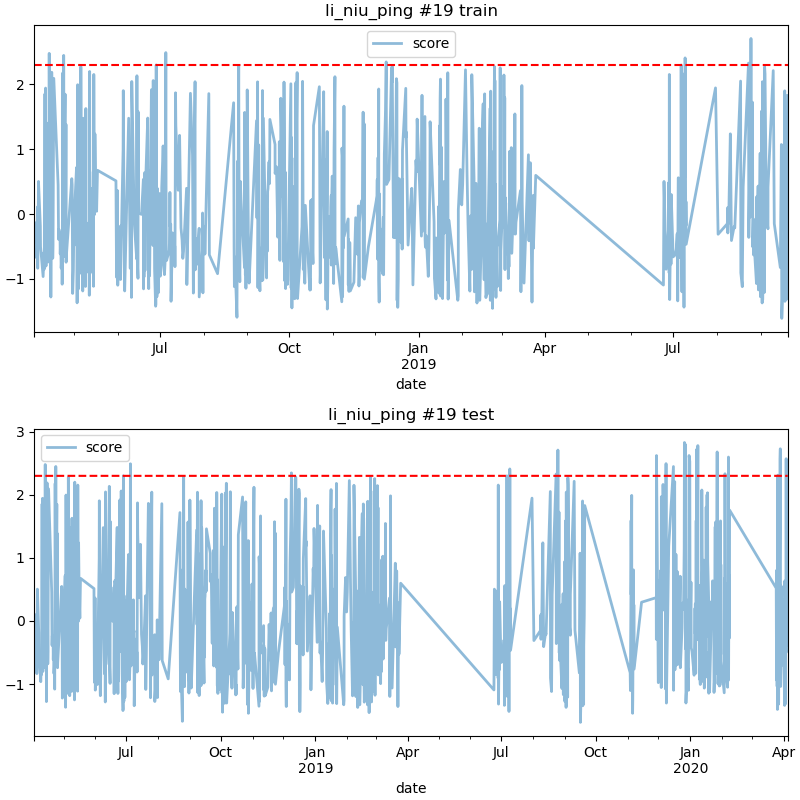 li_niu_ping #19 train
score
2
1
0
−1
Jul
Oct
Jan
2019
Apr
Jul
date
li_niu_ping #19 test
score
3
2
1
0
−1
Jul
Oct
Jan
2019
Apr
Jul
Oct
Jan
2020
Apr
date